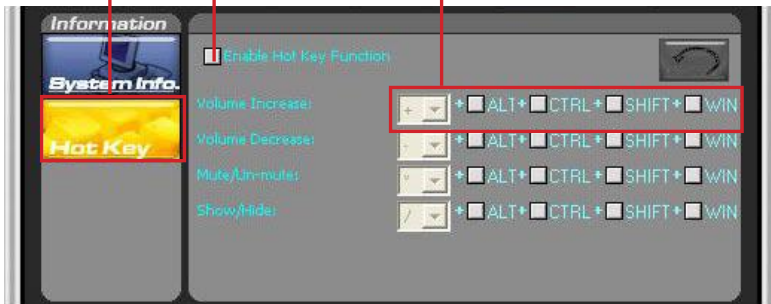 Information
System Info.
Hot Key
Enable Hot Key Function
Volume Increase: + + ALT+ CTRL+ SHIFT+ WIN
Volume Decrease: - + ALT+ CTRL+ SHIFT+ WIN
Mute/Un-mute: * + ALT+ CTRL+ SHIFT+ WIN
Show/Hide: / + ALT+ CTRL+ SHIFT+ WIN